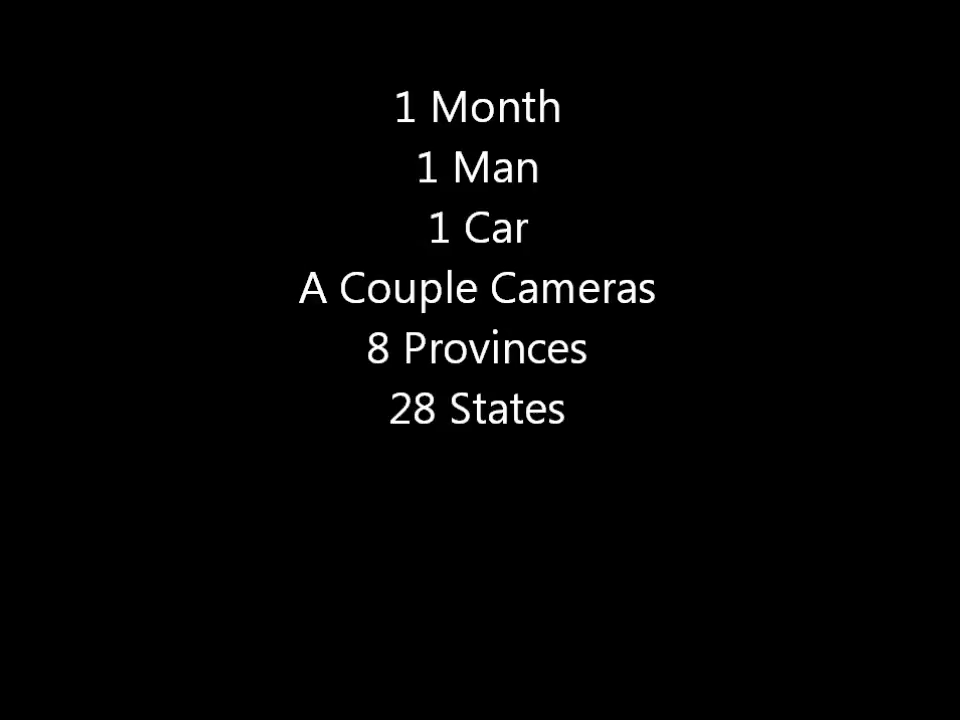 1 Month
1 Man
1 Car
A Couple Cameras
8 Provinces
28 States